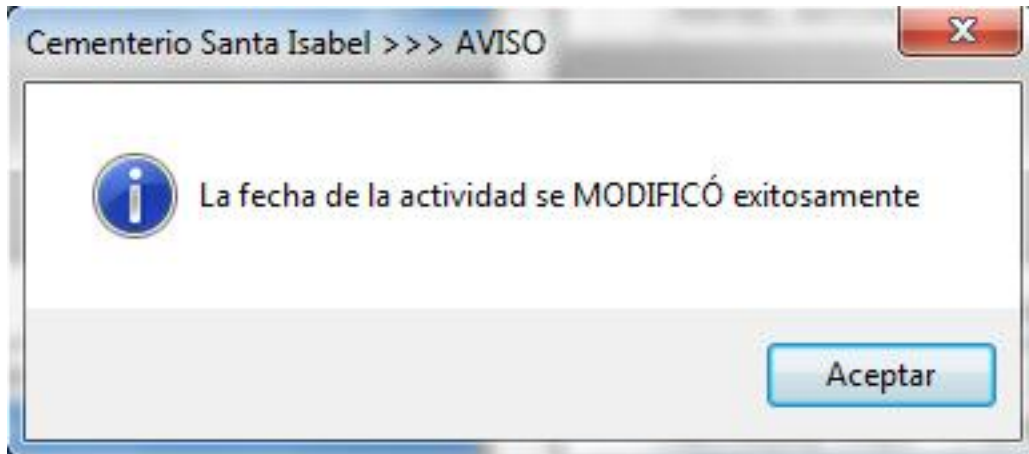 Cementerio Santa Isabel >>> AVISO
La fecha de la actividad se MODIFICÓ exitosamente
Aceptar